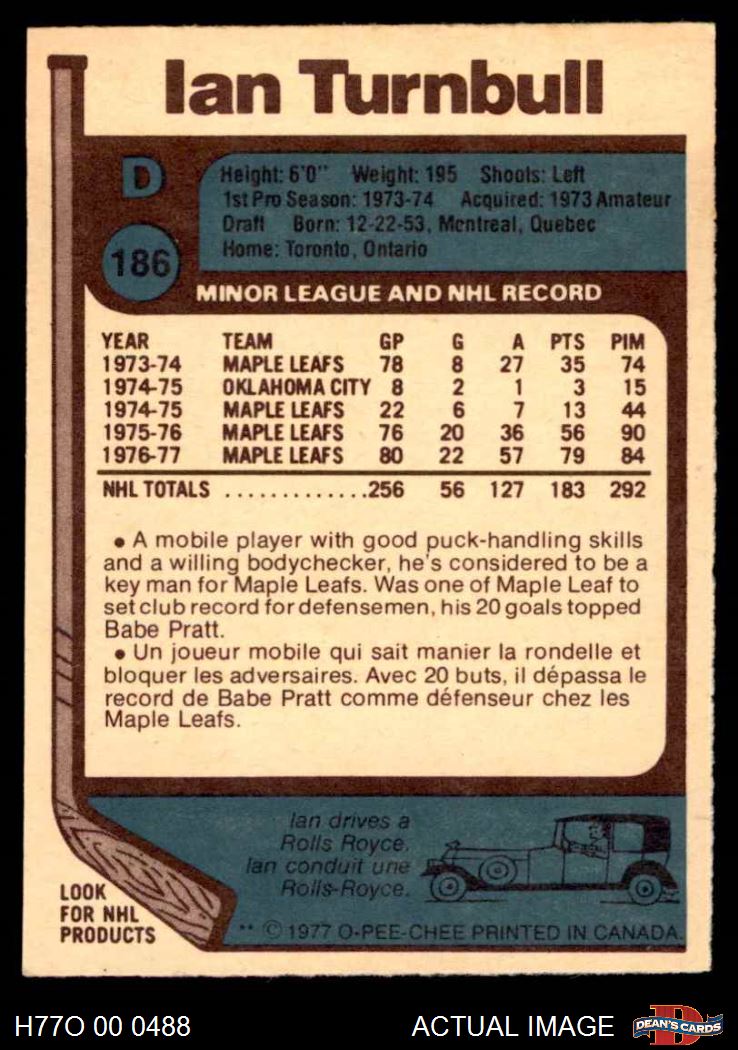 Ian Turnbull
D
Height: 6'0" Weight: 195 Shoots: Left
1st Pro Season: 1973-74 Acquired: 1973 Amateur
Draft Born: 12-22-53, Montreal, Quebec
Home: Toronto, Ontario
186
MINOR LEAGUE AND NHL RECORD
YEAR TEAM GP G A PTS PIM
1973-74 MAPLE LEAFS 78 8 27 35 74
1974-75 OKLAHOMA CITY 8 2 1 3 15
1974-75 MAPLE LEAFS 22 6 7 13 44
1975-76 MAPLE LEAFS 76 20 36 56 90
1976-77 MAPLE LEAFS 80 22 57 79 84
NHL TOTALS .............256 56 127 183 292
• A mobile player with good puck-handling skills
and a willing bodychecker, he's considered to be a
key man for Maple Leafs. Was one of Maple Leaf to
set club record for defensemen, his 20 goals topped
Babe Pratt.
• Un joueur mobile qui sait manier la rondelle et
bloquer les adversaires. Avec 20 buts, il dépassa le
record de Babe Pratt comme défenseur chez les
Maple Leafs.
Ian drives a
Rolls Royce.
Ian conduit une
Rolls-Royce.
LOOK
FOR NHL
PRODUCTS
** © 1977 O-PEE-CHEE PRINTED IN CANADA.
H77O 00 0488 ACTUAL IMAGE DEAN'S CARDS